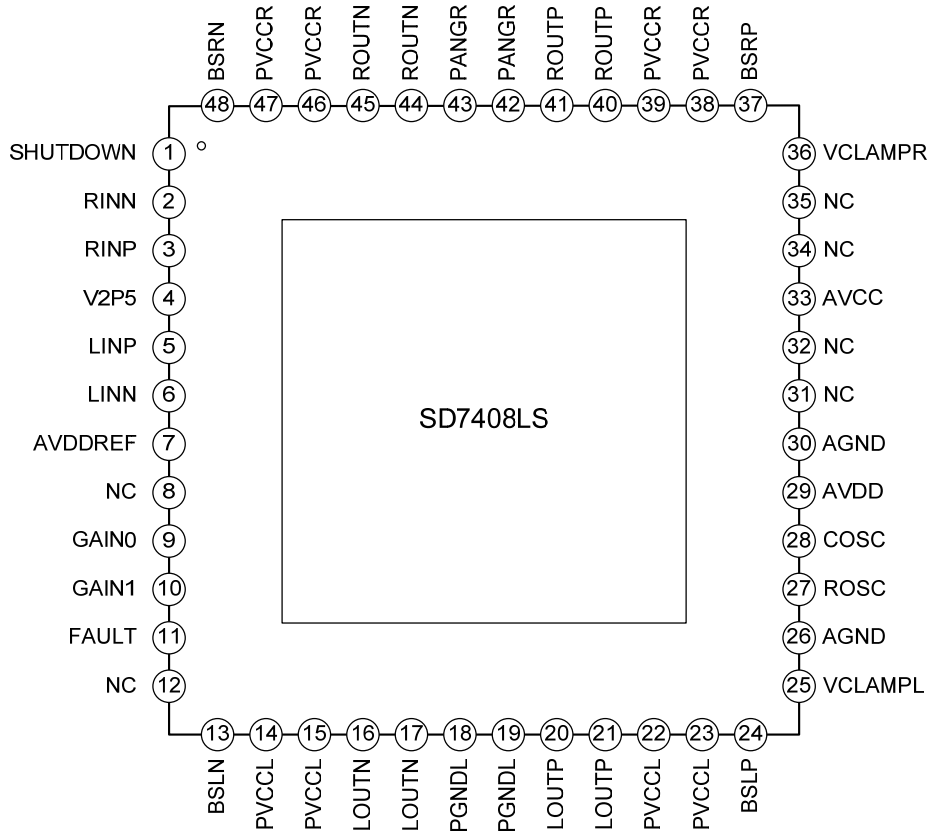 BSRN
PVCCR
PVCCR
ROUTN
ROUTN
PANGR
PANGR
ROUTP
ROUTP
PVCCR
PVCCR
BSRP
48 47 46 45 44 43 42 41 40 39 38 37
SHUTDOWN 1 36 VCLAMPR
RINN 2 35 NC
RINP 3 34 NC
V2P5 4 33 AVCC
LINP 5 32 NC
LINN 6 31 NC
SD7408LS
AVDDREF 7 30 AGND
NC 8 29 AVDD
GAIN0 9 28 COSC
GAIN1 10 27 ROSC
FAULT 11 26 AGND
NC 12 25 VCLAMPL
13 14 15 16 17 18 19 20 21 22 23 24
BSLN
PVCCL
PVCCL
LOUTN
LOUTN
PGNDL
PGNDL
LOUTP
LOUTP
PVCCL
PVCCL
BSLP